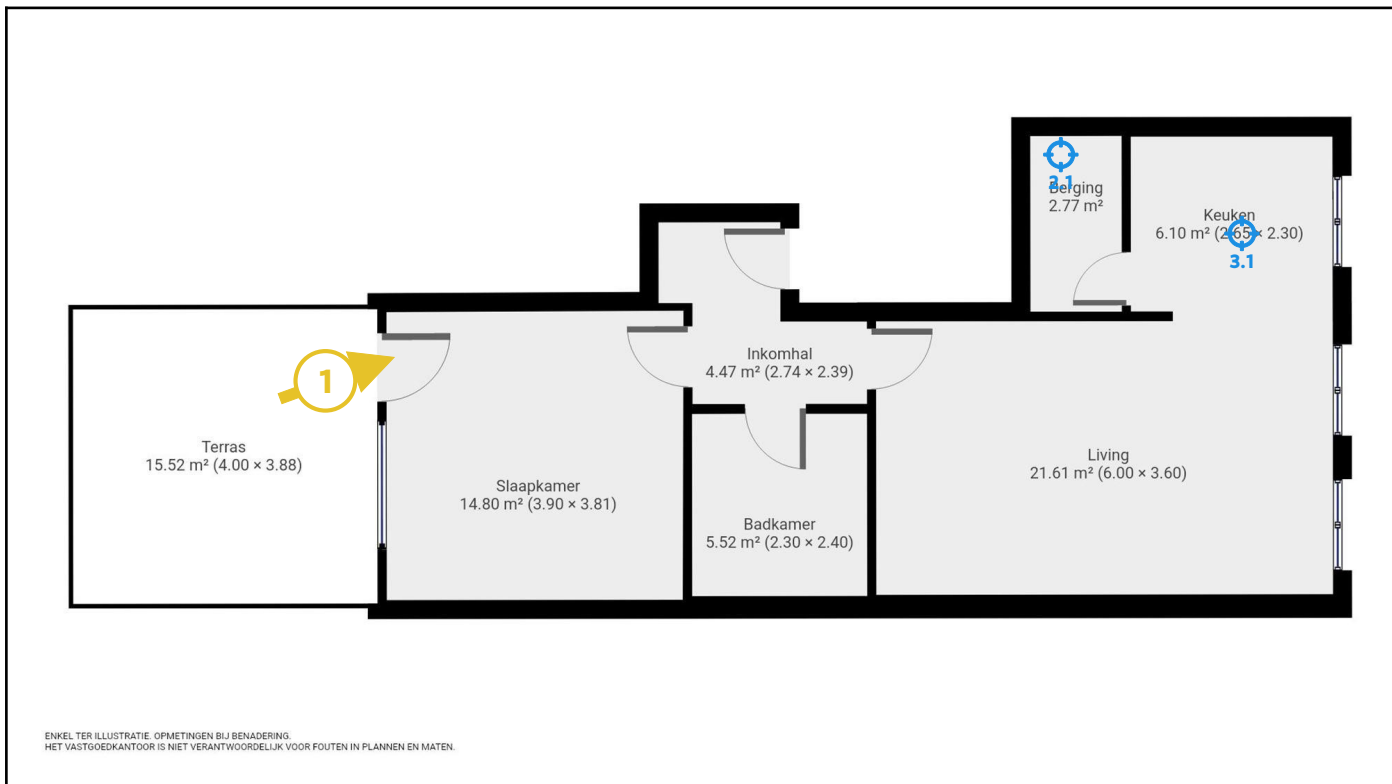 2.1
Berging
2.77 m²
Keuken
6.10 m² (2.65 × 2.30)
3.1
Inkomhal
4.47 m² (2.74 × 2.39)
1
Terras
15.52 m² (4.00 × 3.88)
Slaapkamer
14.80 m² (3.90 × 3.81)
Living
21.61 m² (6.00 × 3.60)
Badkamer
5.52 m² (2.30 × 2.40)
ENKEL TER ILLUSTRATIE. OPMETINGEN BIJ BENADERING.
HET VASTGOEDKANTOOR IS NIET VERANTWOORDELIJK VOOR FOUTEN IN PLANNEN EN MATEN.